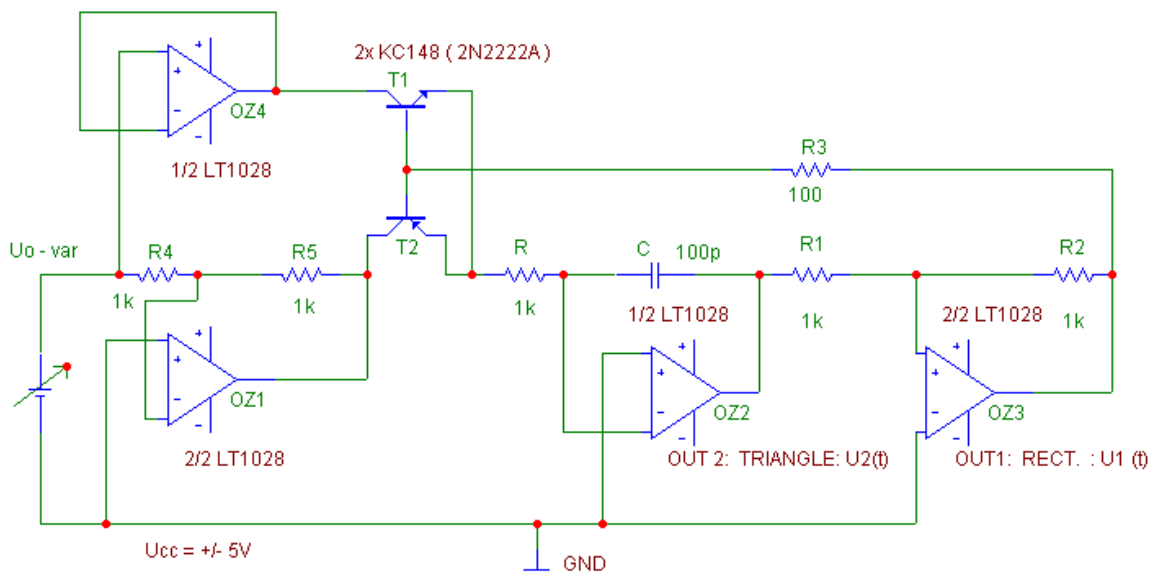 2x KC148 ( 2N2222A)
T1
+
+
-
-
OZ4
1/2 LT1028
R3
100
Uo - var
R4
R5
T2
R
C
100p
R1
R2
1k
1k
1k
1/2 LT1028
1k
2/2 LT1028
1k
+
+
-
-
OZ1
2/2 LT1028
+
+
-
-
OZ2
+
+
-
-
OZ3
OUT 2: TRIANGLE: U2(t)
OUT1: RECT. : U1 (t)
Ucc = +/- 5V
GND